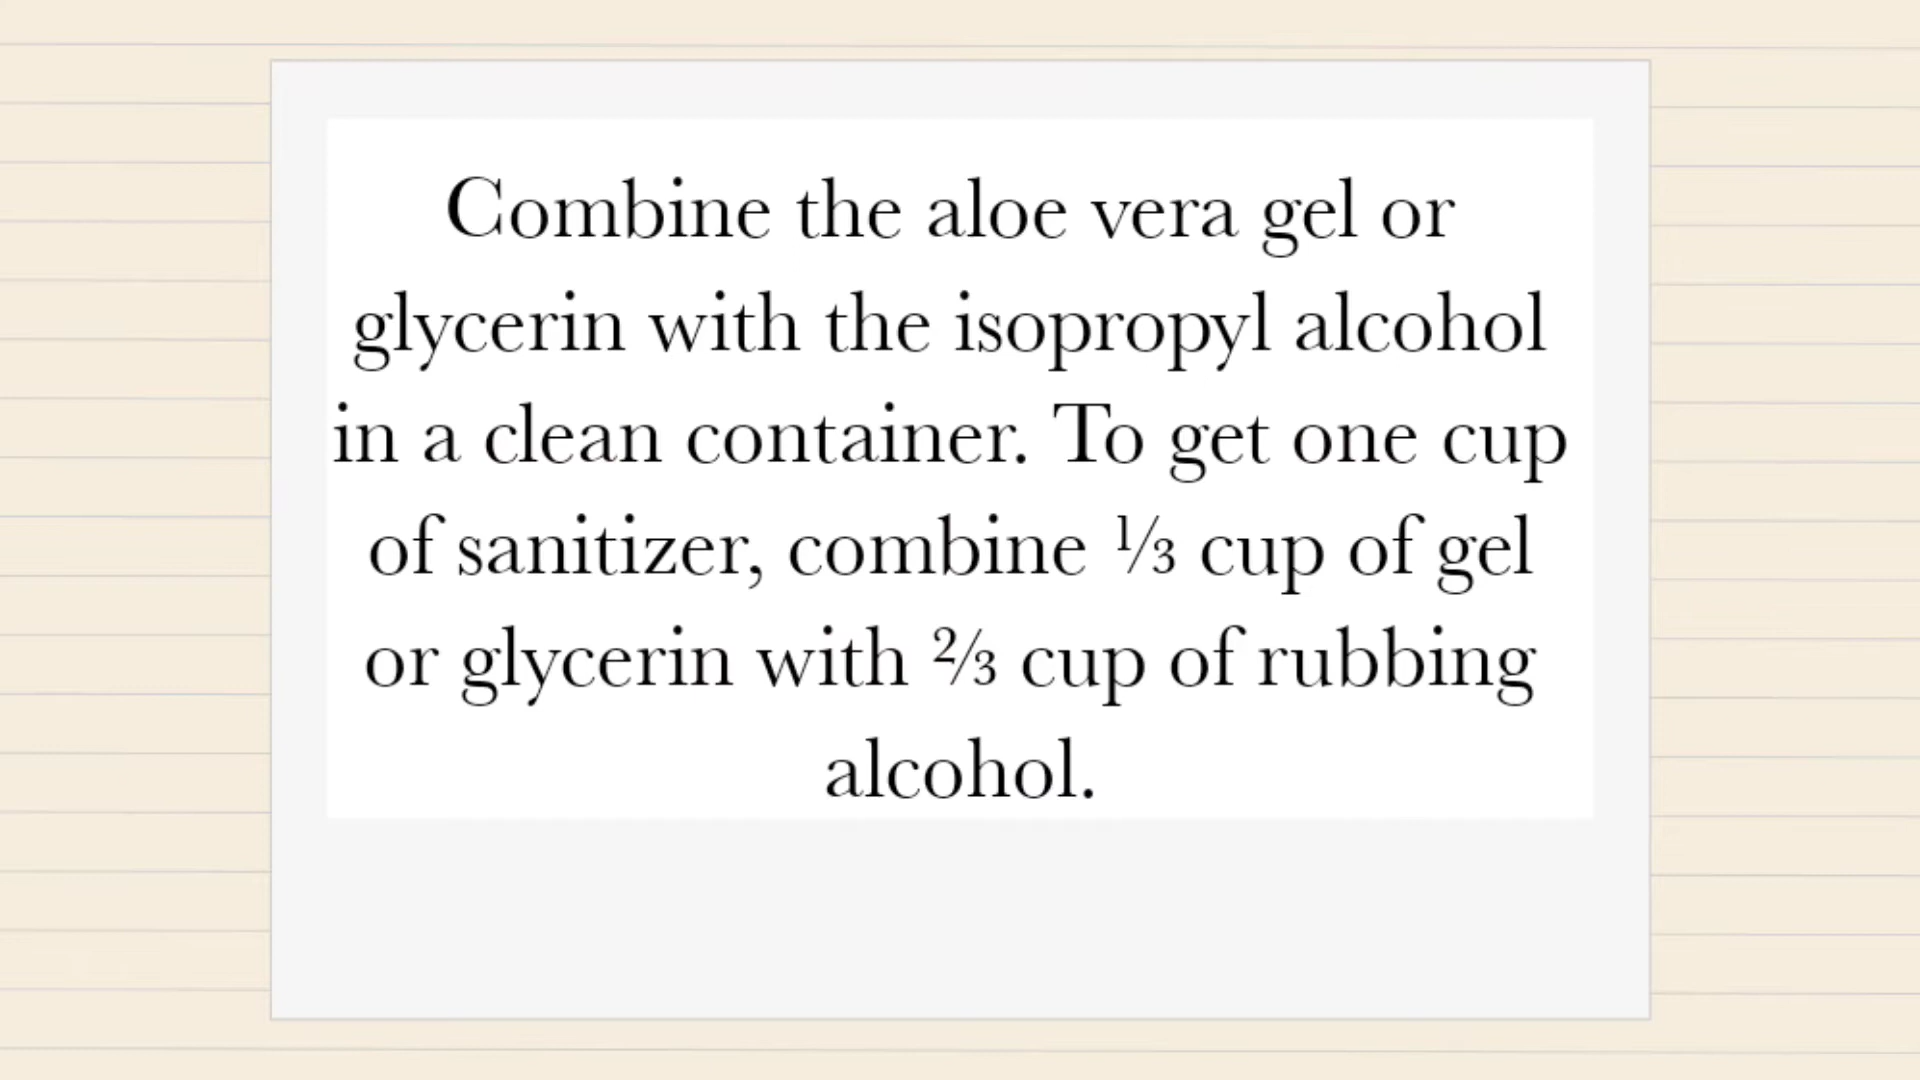 Combine the aloe vera gel or
glycerin with the isopropyl alcohol
in a clean container. To get one cup
of sanitizer, combine ⅓ cup of gel
or glycerin with ⅔ cup of rubbing
alcohol.